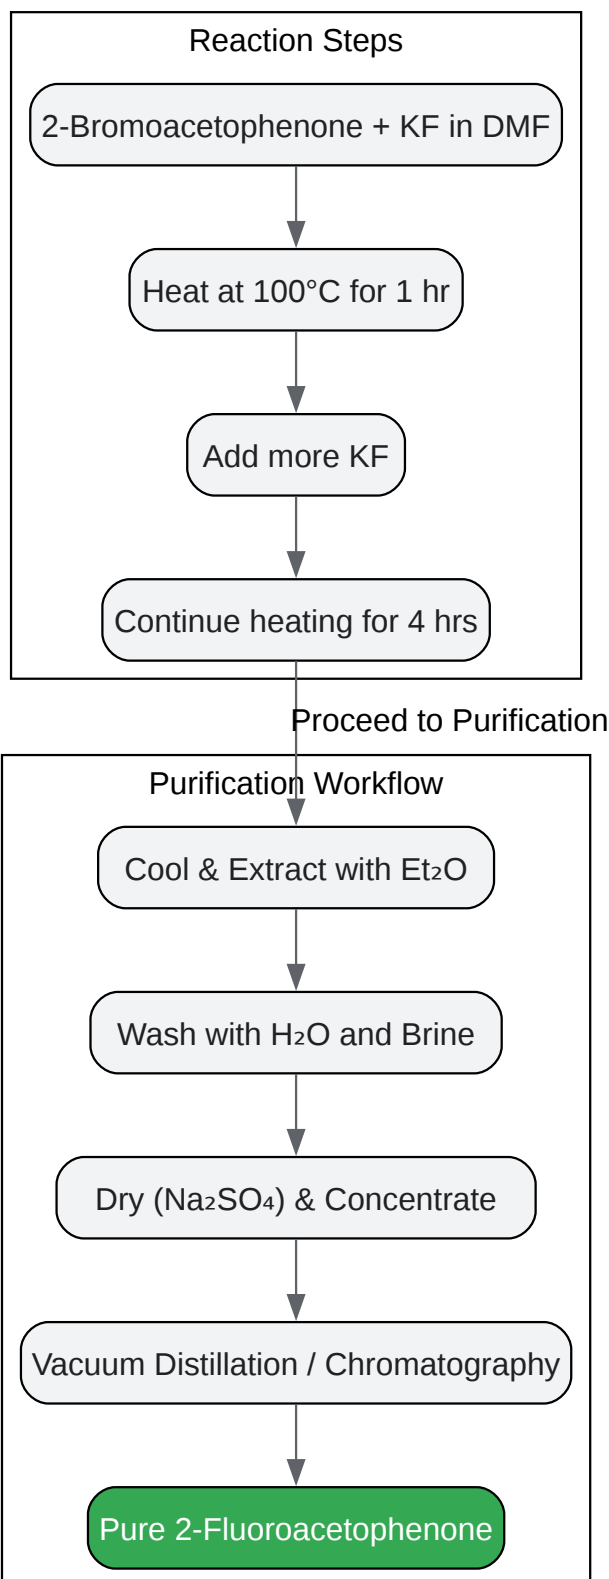 Reaction Steps
2-Bromoacetophenone + KF in DMF
Heat at 100°C for 1 hr
Add more KF
Continue heating for 4 hrs
Proceed to Purification
Purification Workflow
Cool & Extract with Et₂O
Wash with H₂O and Brine
Dry (Na₂SO₄) & Concentrate
Vacuum Distillation / Chromatography
Pure 2-Fluoroacetophenone